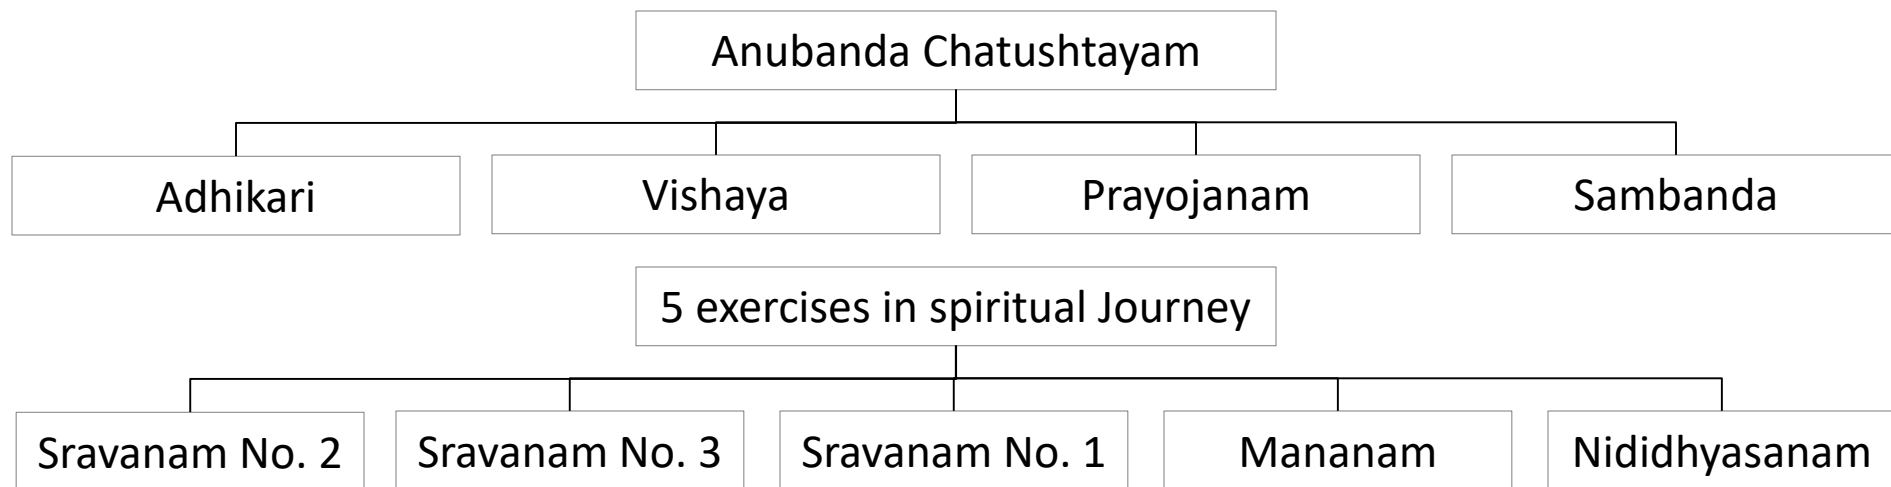 Anubanda Chatushtayam
Adhikari
Vishaya
Prayojanam
Sambanda
5 exercises in spiritual Journey
Sravanam No. 2
Sravanam No. 3
Sravanam No. 1
Mananam
Nididhyasanam